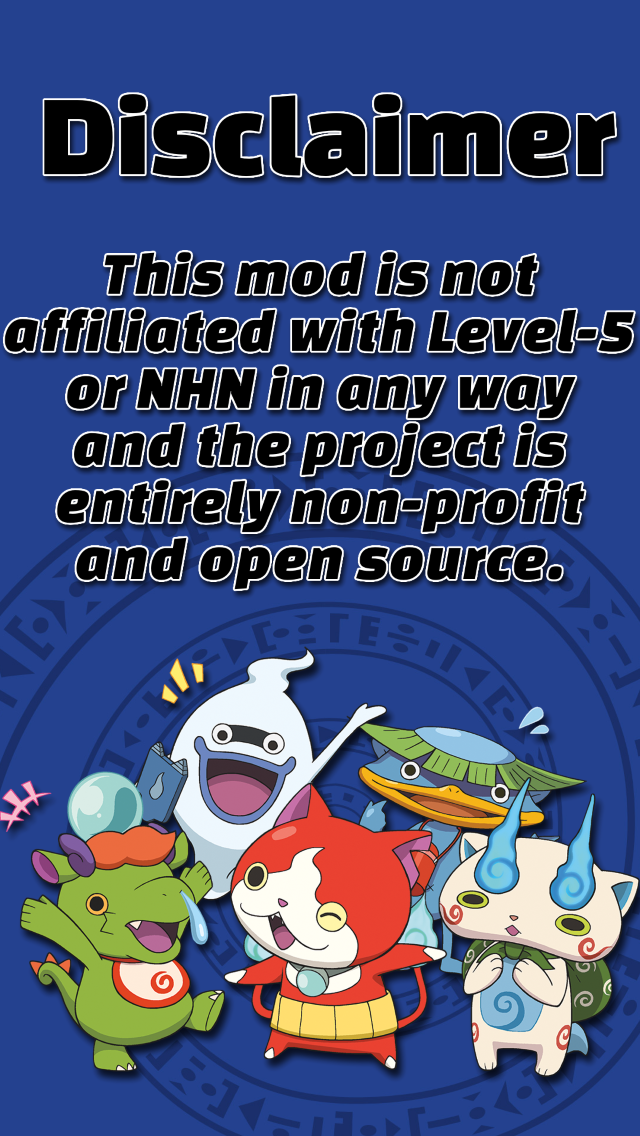 Disclaimer
This mod is not
affiliated with Level-5
or NHN in any way
and the project is
entirely non-profit
and open source.